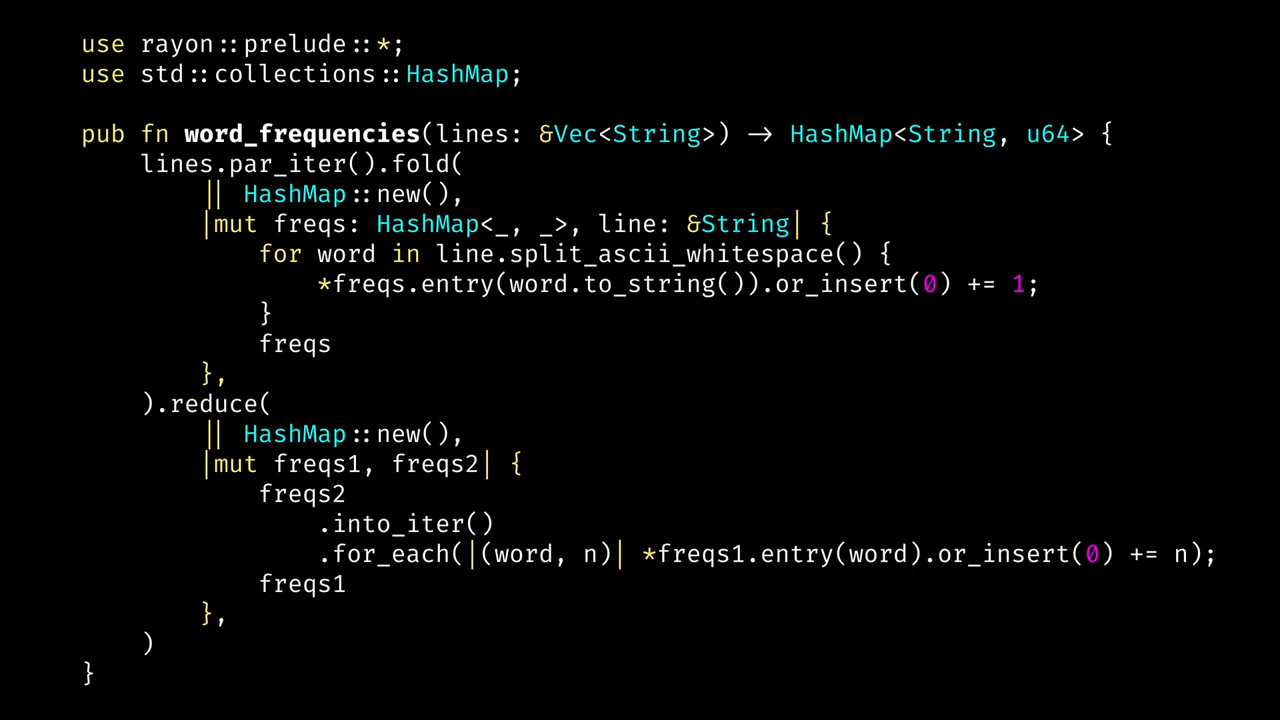 use rayon::prelude::*;
use std::collections::HashMap;

pub fn word_frequencies(lines: &Vec<String>) -> HashMap<String, u64> {
    lines.par_iter().fold(
        || HashMap::new(),
        |mut freqs: HashMap<_, _>, line: &String| {
            for word in line.split_ascii_whitespace() {
                *freqs.entry(word.to_string()).or_insert(0) += 1;
            }
            freqs
        },
    ).reduce(
        || HashMap::new(),
        |mut freqs1, freqs2| {
            freqs2
                .into_iter()
                .for_each(|(word, n)| *freqs1.entry(word).or_insert(0) += n);
            freqs1
        },
    )
}